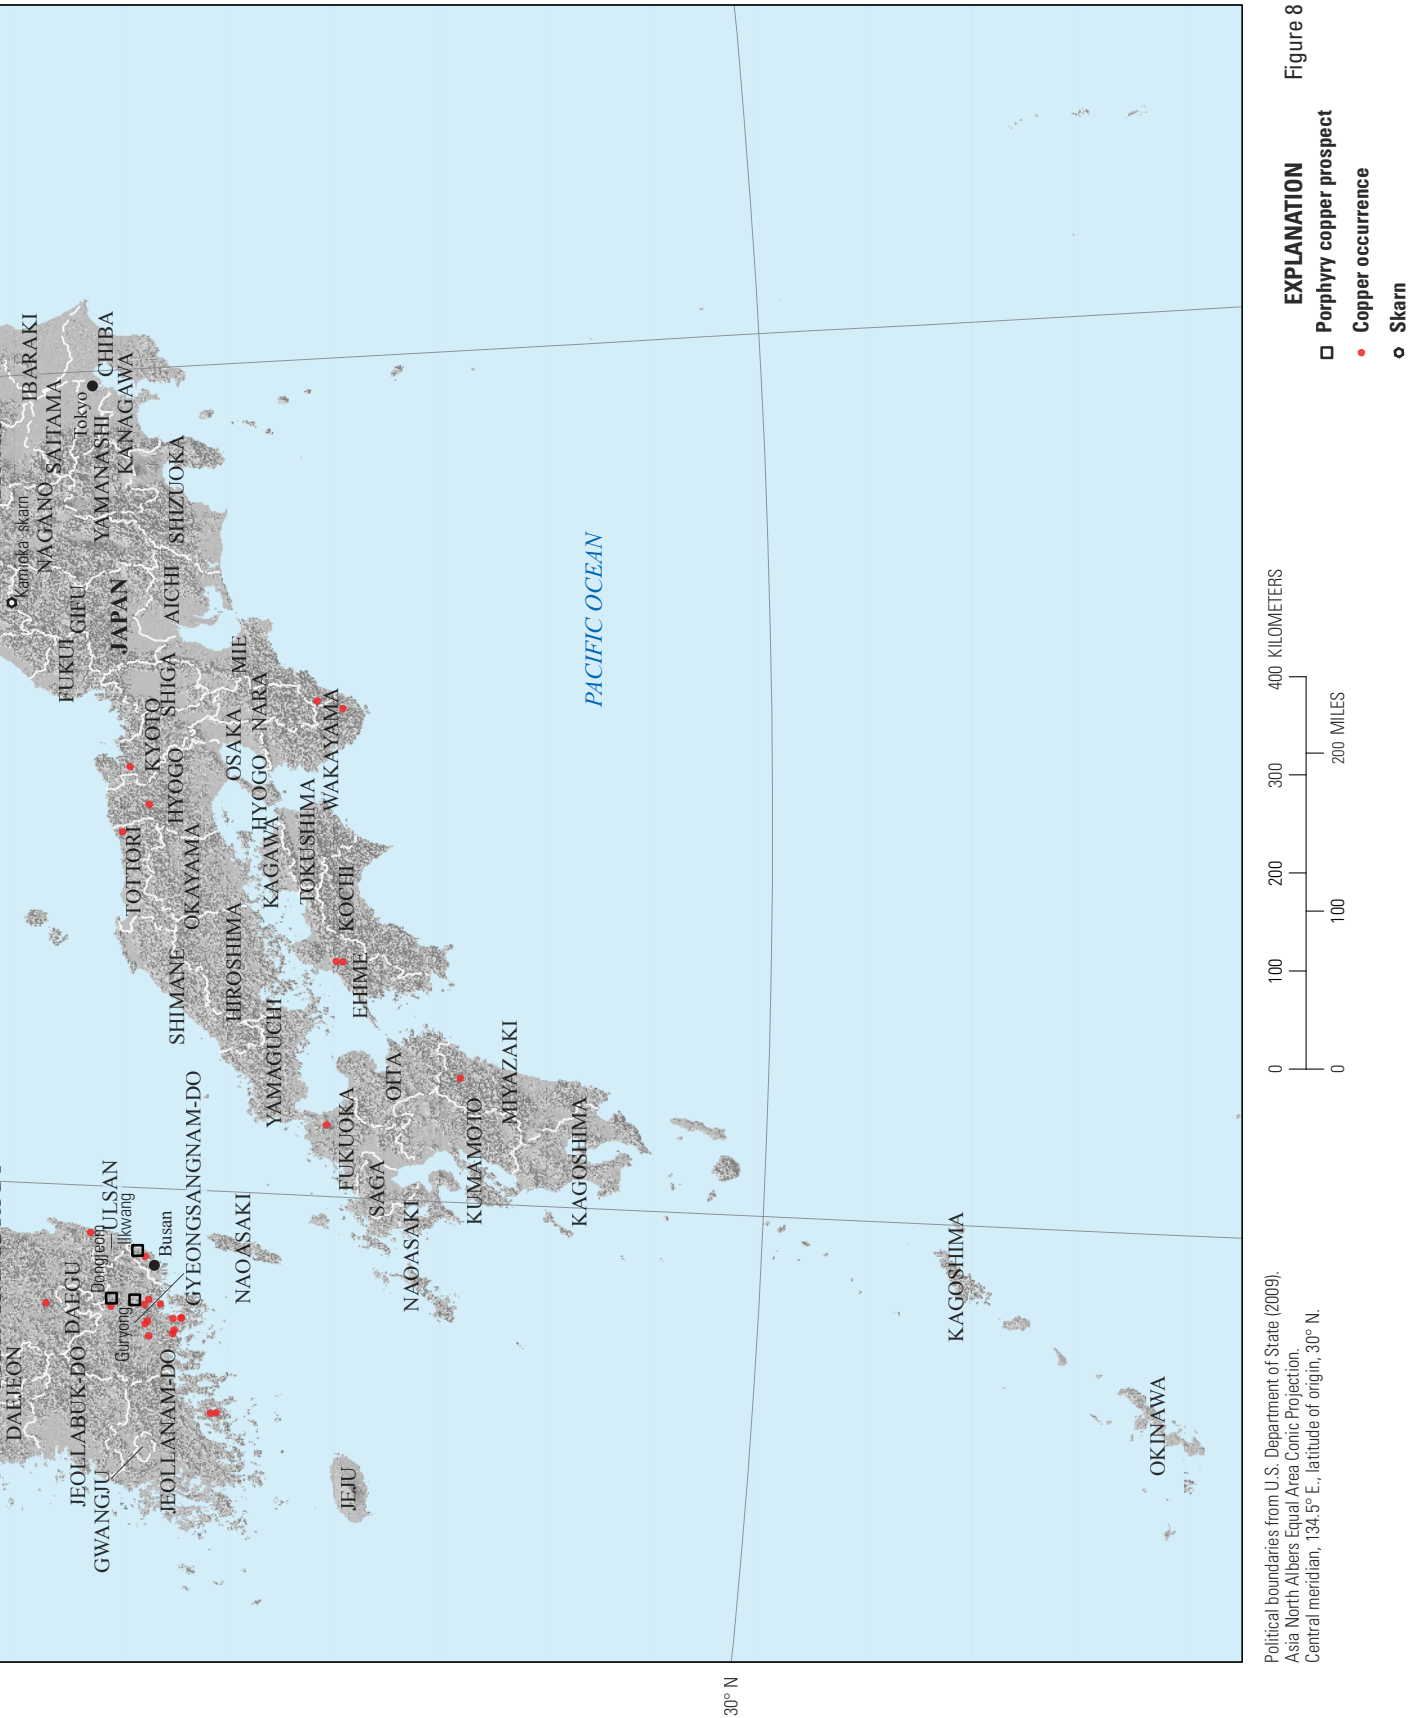 DAEJEON
JEOLLABUK-DO
DAEGU
GWANGJU
JEOLLANAM-DO
Dongjeon
Guryong
ULSAN
Ilkwang
Busan
GYEONGSANGNAM-DO
JEJU
NAOASAKI
NAOASAKI
SAGA
FUKUOKA
OITA
KUMAMOTO
MIYAZAKI
KAGOSHIMA
YAMAGUCHI
SHIMANE
HIROSHIMA
TOTTORI
OKAYAMA
EHIME
KOCHI
KAGAWA
TOKUSHIMA
HYOGO
HYOGO
KYOTO
OSAKA
NARA
WAKAYAMA
SHIGA
MIE
FUKUI
GIFU
JAPAN
AICHI
Kamioka skarn
NAGANO
YAMANASHI
SHIZUOKA
SAITAMA
Tokyo
KANAGAWA
IBARAKI
CHIBA
PACIFIC OCEAN
KAGOSHIMA
OKINAWA
30° N
Political boundaries from U.S. Department of State (2009).
Asia North Albers Equal Area Conic Projection.
Central meridian, 134.5° E., latitude of origin, 30° N.
0 100 200 300 400 KILOMETERS
0 100 200 MILES
EXPLANATION
Porphyry copper prospect
Copper occurrence
Skarn
Figure 8